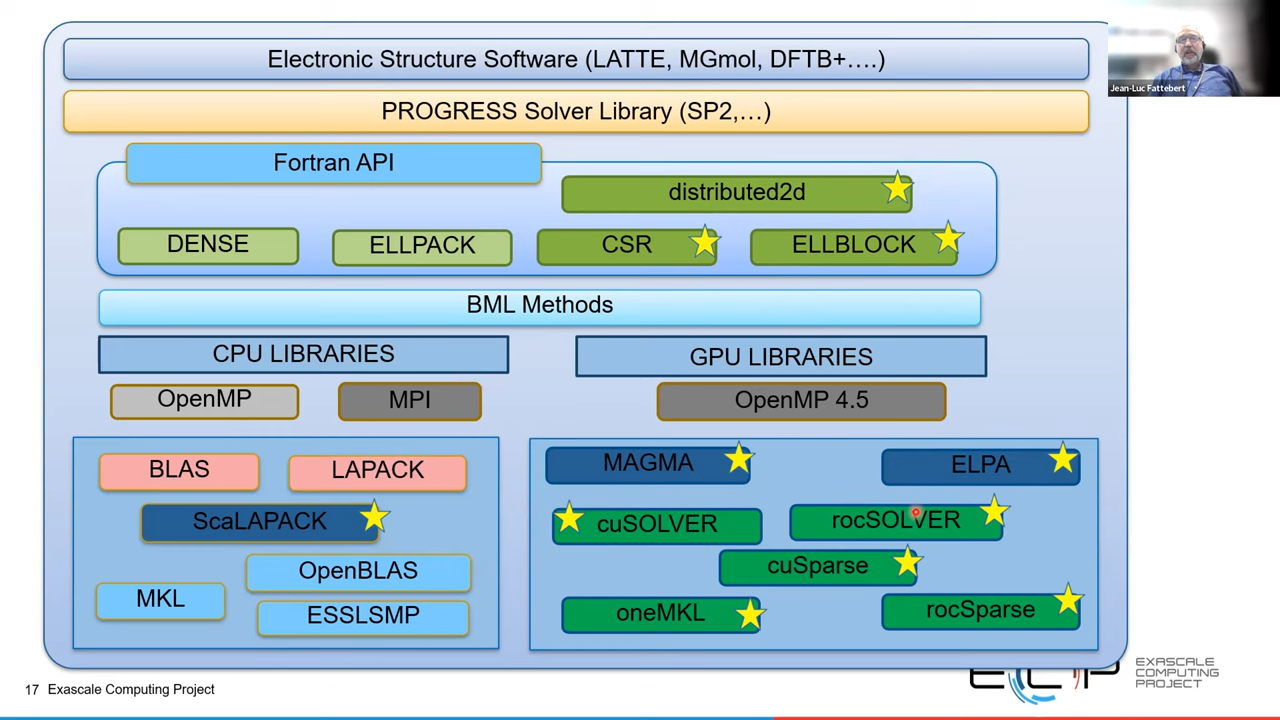 Electronic Structure Software (LATTE, MGmol, DFTB+….)
Jean-Luc Fattebert
PROGRESS Solver Library (SP2,…)
Fortran API
distributed2d
DENSE
ELLPACK
CSR
ELLBLOCK
BML Methods
CPU LIBRARIES
GPU LIBRARIES
OpenMP
MPI
OpenMP 4.5
BLAS
LAPACK
ScaLAPACK
OpenBLAS
MKL
ESSLSMP
MAGMA
ELPA
cuSOLVER
rocSOLVER
cuSparse
oneMKL
rocSparse
17 Exascale Computing Project
ECP
EXASCALE
COMPUTING
PROJECT